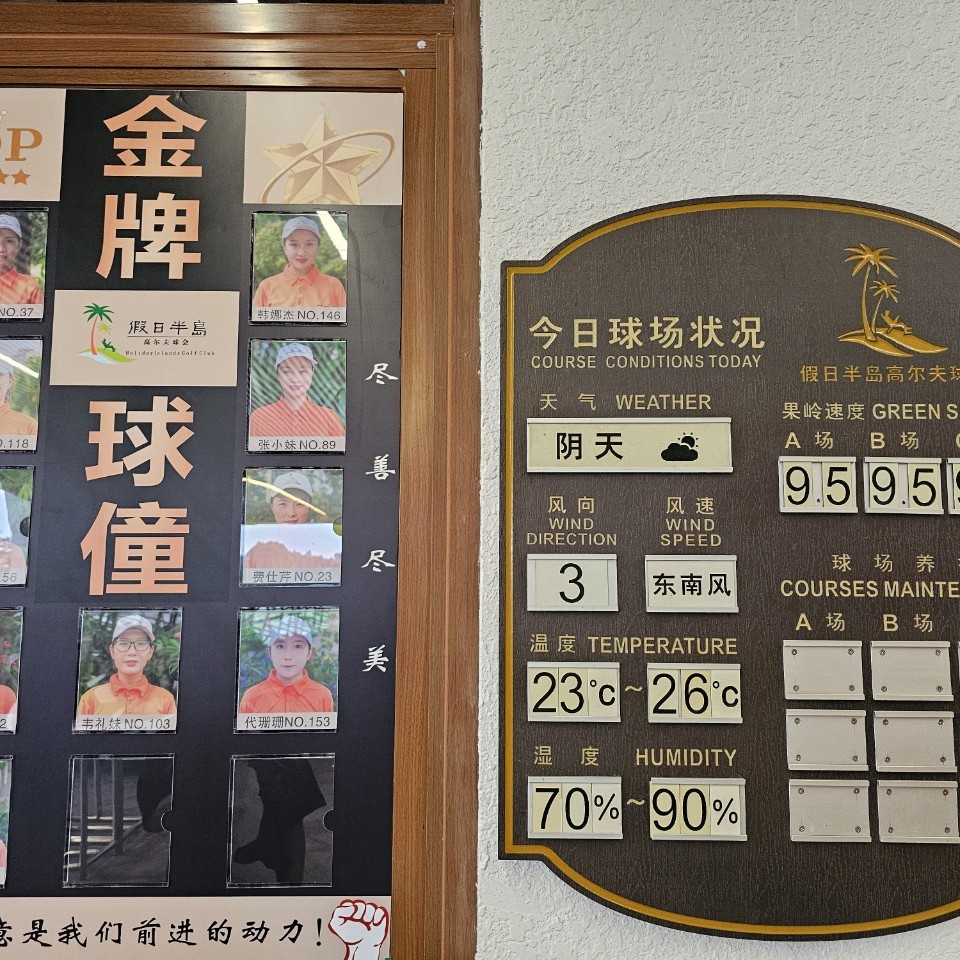 OP
金牌
假日半島
高尔夫球会
HolidayIslands Golf Club
球僮
NO.37
韩娜杰 NO.146
.118
张小妹 NO.89
56
费仕芹 NO.23
2
韦礼妹 NO.103
代珊珊NO.153
尽善尽美
意是我们前进的动力!
今日球场状况
COURSE CONDITIONS TODAY
天气 WEATHER
阴天
风向
WIND
DIRECTION
3
风速
WIND
SPEED
东南风
温度 TEMPERATURE
23°C ~ 26°C
湿度 HUMIDITY
70% ~ 90%
假日半岛高尔夫球
果岭速度 GREEN S
A 场 B 场
9.5 9.5 9
球场养
COURSES MAINTE
A 场 B 场